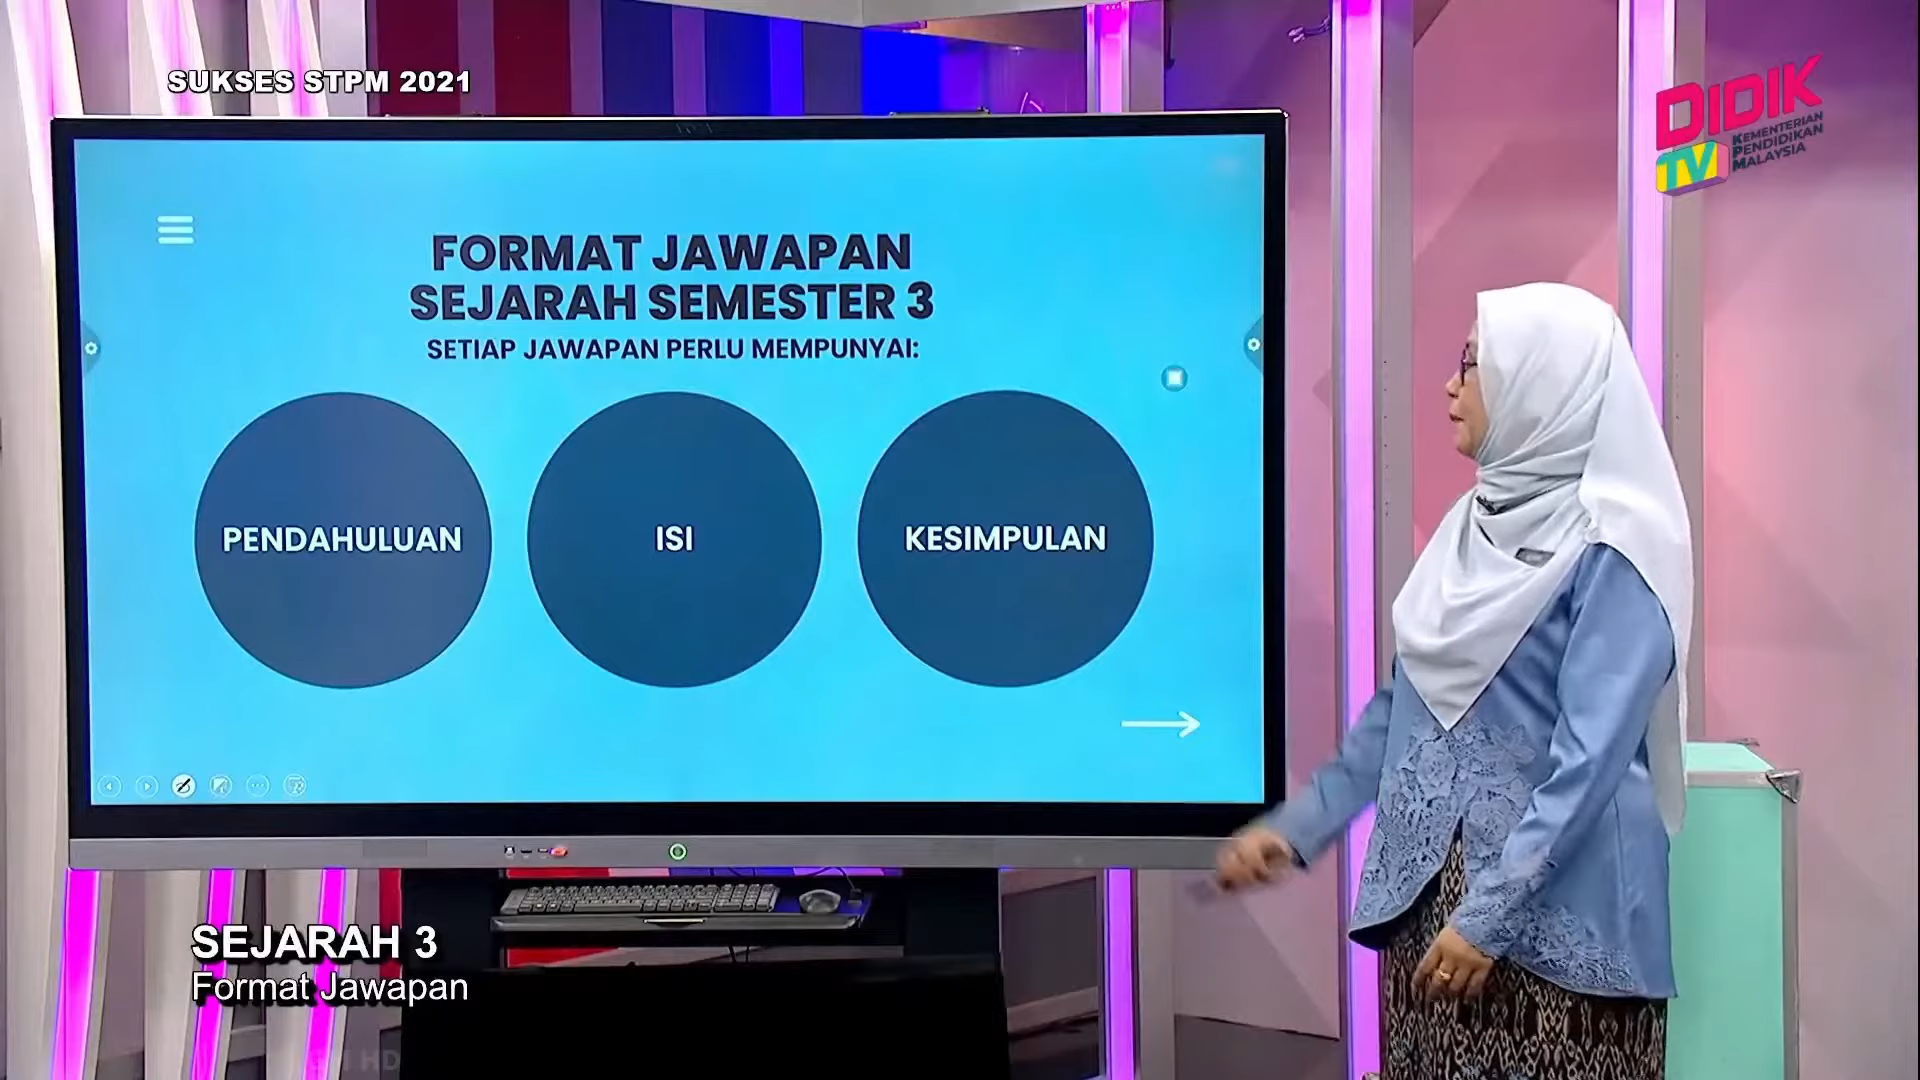 SUKSES STPM 2021
DIDIK
TV
KEMENTERIAN
PENDIDIKAN
MALAYSIA
FORMAT JAWAPAN
SEJARAH SEMESTER 3
SETIAP JAWAPAN PERLU MEMPUNYAI:
PENDAHULUAN
ISI
KESIMPULAN
SEJARAH 3
Format Jawapan